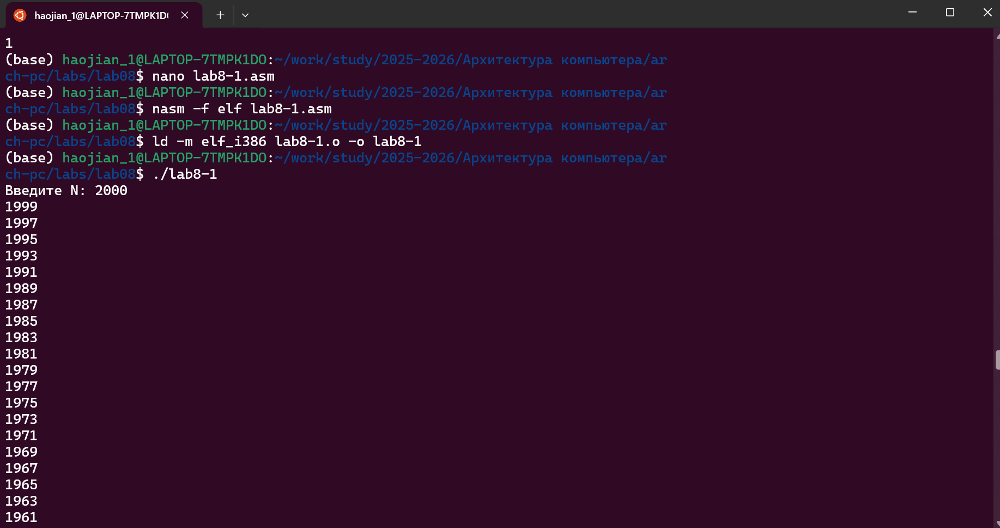 haojian_1@LAPTOP-7TMPK1D
1
(base) haojian_1@LAPTOP-7TMPK1DO:~/work/study/2025-2026/Архитектура компьютера/ar
ch-pc/labs/lab08$ nano lab8-1.asm
(base) haojian_1@LAPTOP-7TMPK1DO:~/work/study/2025-2026/Архитектура компьютера/ar
ch-pc/labs/lab08$ nasm -f elf lab8-1.asm
(base) haojian_1@LAPTOP-7TMPK1DO:~/work/study/2025-2026/Архитектура компьютера/ar
ch-pc/labs/lab08$ ld -m elf_i386 lab8-1.o -o lab8-1
(base) haojian_1@LAPTOP-7TMPK1DO:~/work/study/2025-2026/Архитектура компьютера/ar
ch-pc/labs/lab08$ ./lab8-1
Введите N: 2000
1999
1997
1995
1993
1991
1989
1987
1985
1983
1981
1979
1977
1975
1973
1971
1969
1967
1965
1963
1961